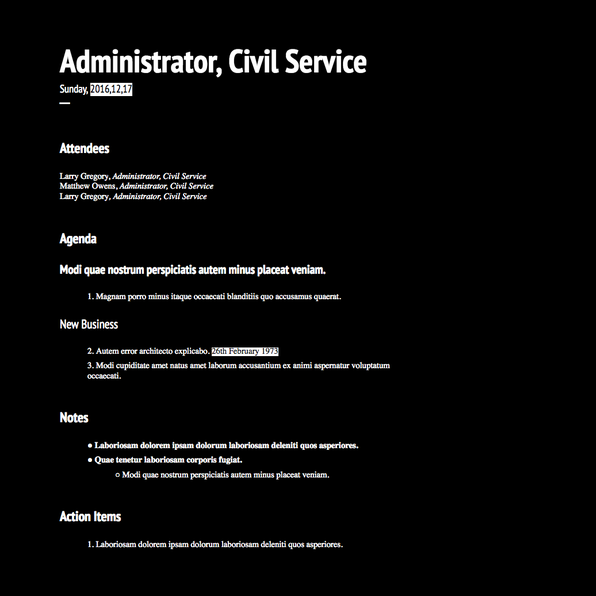 Administrator, Civil Service
Sunday, 2016,12,17
Attendees
Larry Gregory, Administrator, Civil Service
Matthew Owens, Administrator, Civil Service
Larry Gregory, Administrator, Civil Service
Agenda
Modi quae nostrum perspiciatis autem minus placeat veniam.
1. Magnam porro minus itaque occaecati blanditiis quo accusamus quaerat.
New Business
2. Autem error architecto explicabo. 26th February 1973
3. Modi cupiditate amet natus amet laborum accusantium ex animi aspernatur voluptatum
occaecati.
Notes
● Laboriosam dolorem ipsam dolorum laboriosam deleniti quos asperiores.
● Quae tenetur laboriosam corporis fugiat.
○ Modi quae nostrum perspiciatis autem minus placeat veniam.
Action Items
1. Laboriosam dolorem ipsam dolorum laboriosam deleniti quos asperiores.